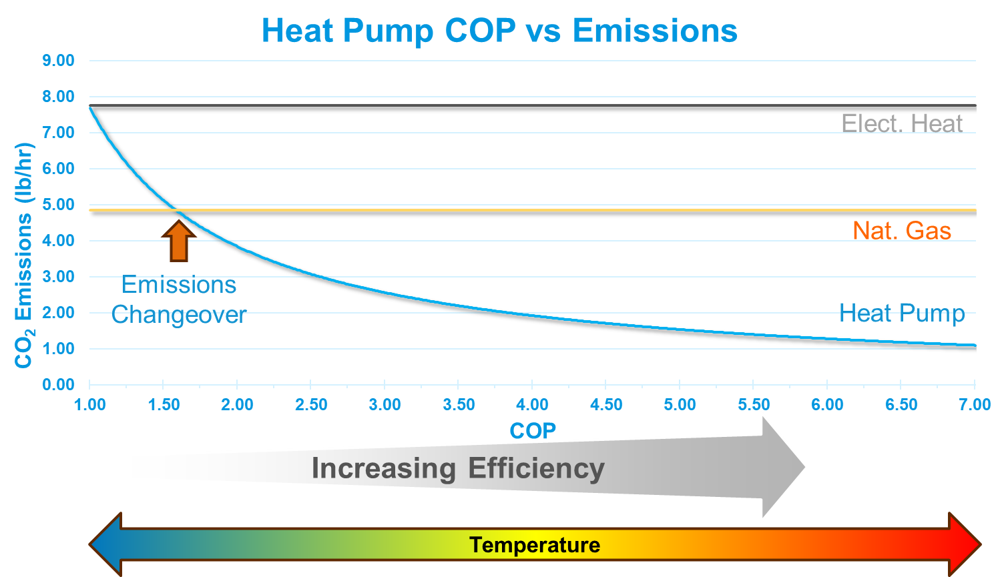 Heat Pump COP vs Emissions
9.00
8.00
7.00
6.00
5.00
4.00
3.00
2.00
1.00
0.00
CO₂ Emissions (lb/hr)
Elect. Heat
Nat. Gas
Emissions
Changeover
Heat Pump
1.00 1.50 2.00 2.50 3.00 3.50 4.00 4.50 5.00 5.50 6.00 6.50 7.00
COP
Increasing Efficiency
Temperature